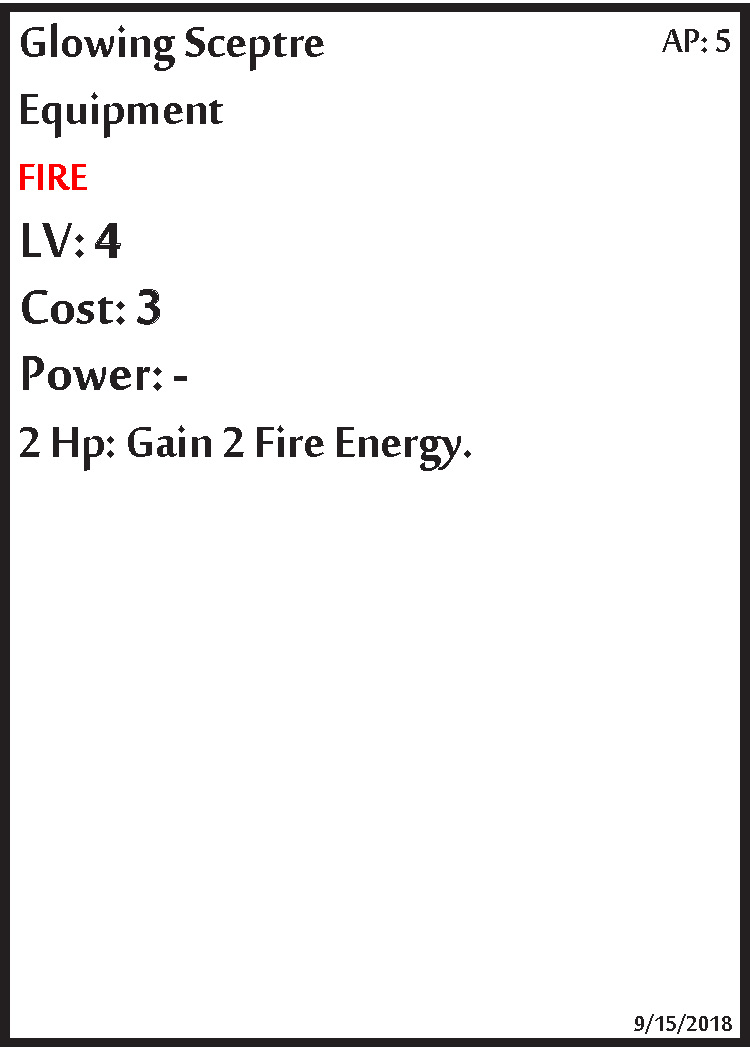 Glowing Sceptre
AP: 5
Equipment
FIRE
LV: 4
Cost: 3
Power: -
2 Hp: Gain 2 Fire Energy.
9/15/2018